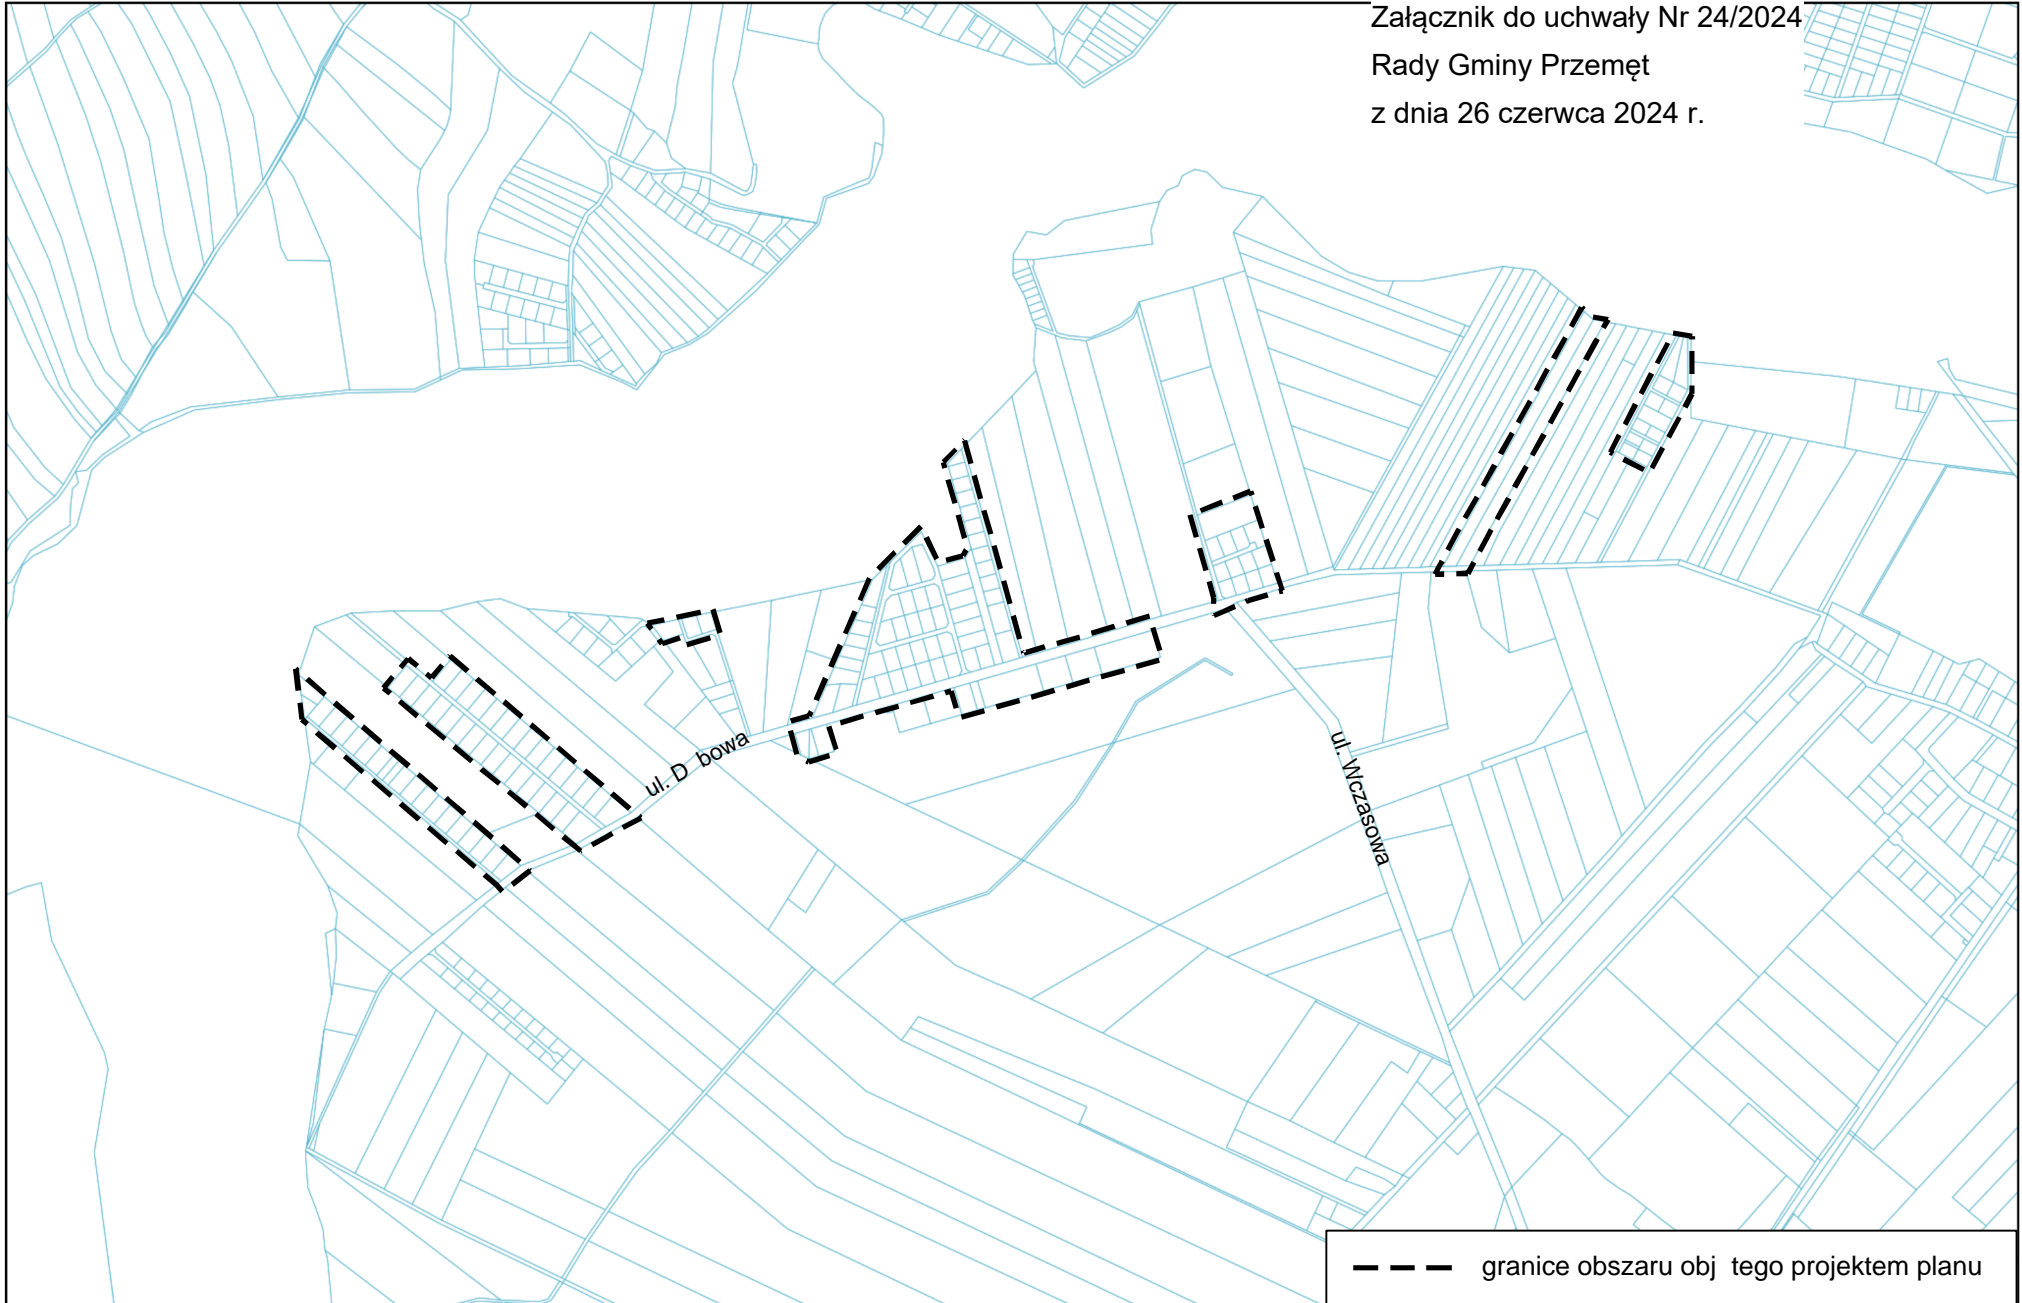 Załącznik do uchwały Nr 24/2024
Rady Gminy Przemęt
z dnia 26 czerwca 2024 r.
ul. D bowa
ul. Wczasowa
granice obszaru obj tego projektem planu